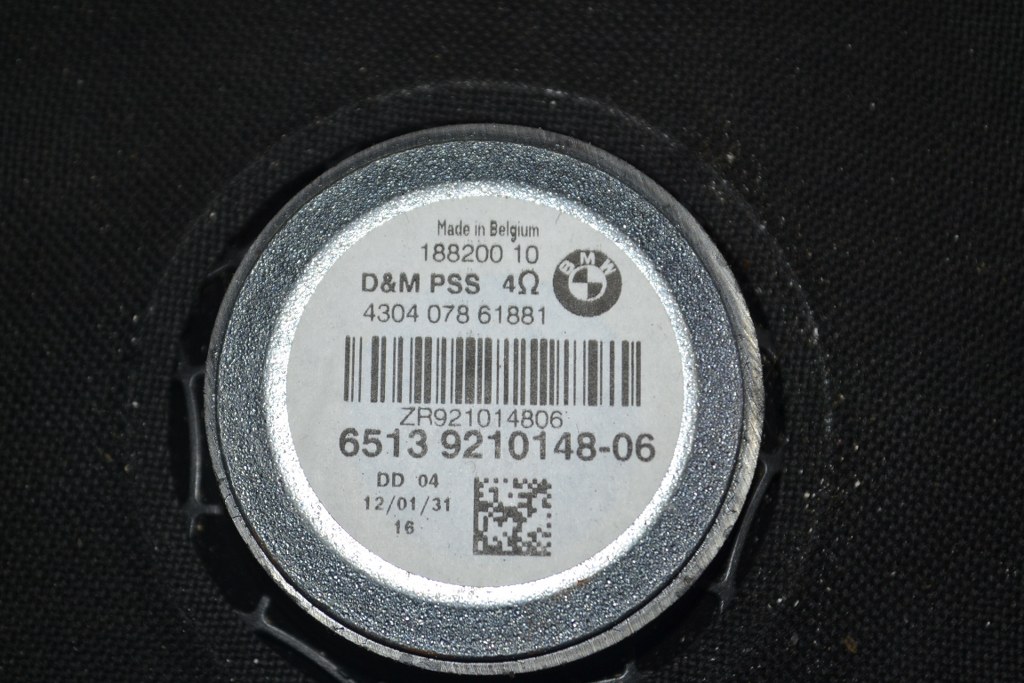 Made in Belgium
188200 10
BMW
D&M PSS 4Ω
4304 078 61881
ZR921014806
6513 9210148-06
DD 04
12/01/31
16